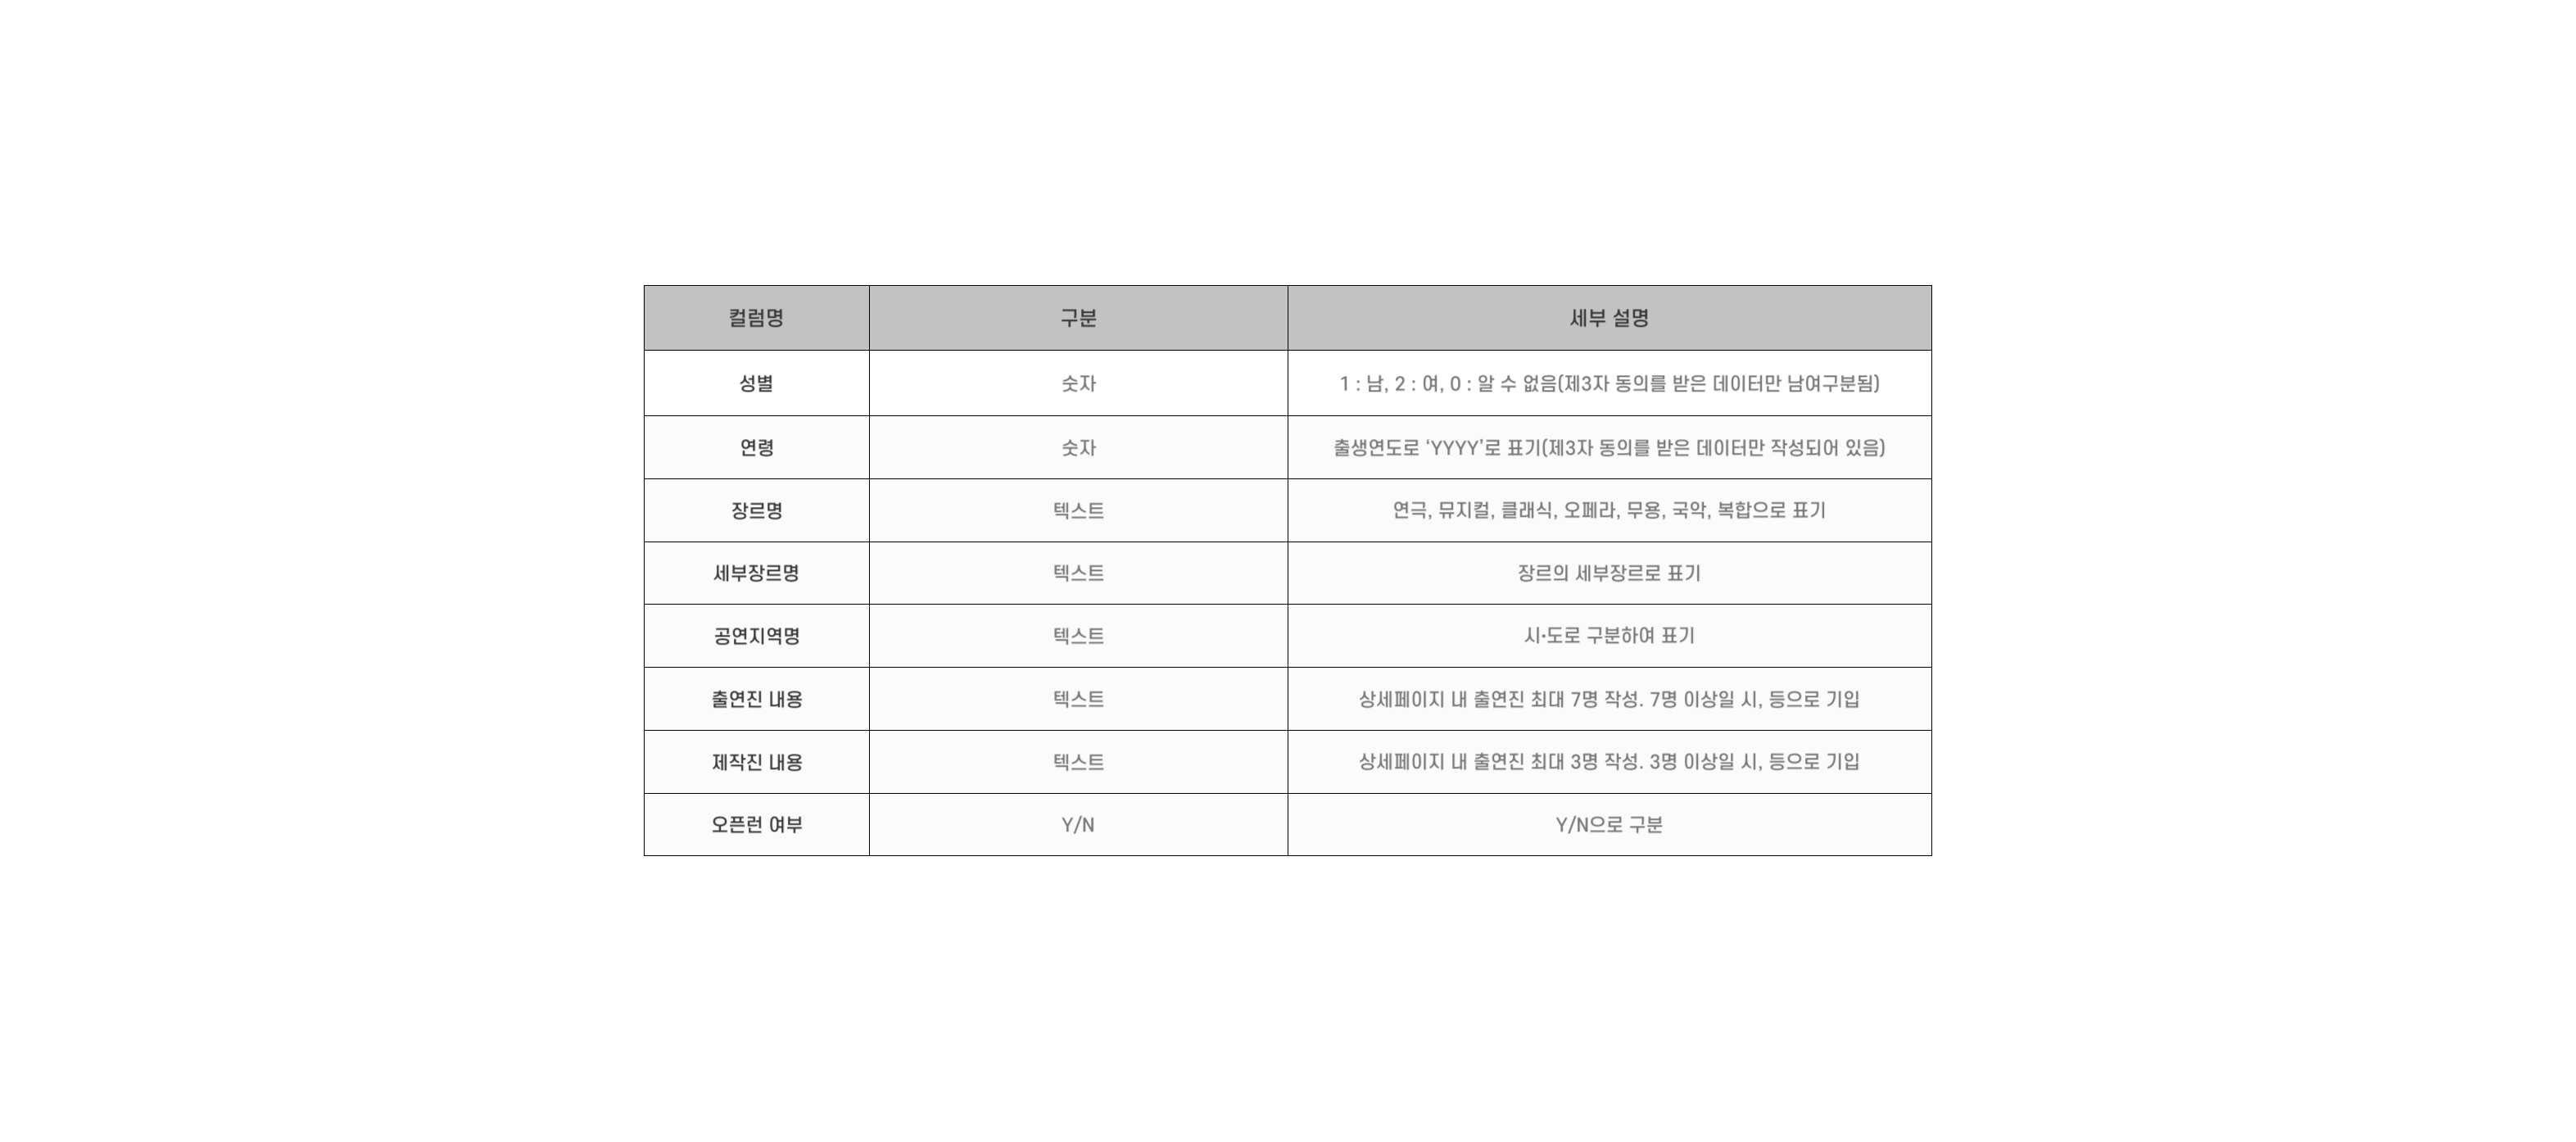 컬럼명 구분 세부 설명
성별 숫자 1 : 남, 2 : 여, 0 : 알 수 없음(제3자 동의를 받은 데이터만 남여구분됨)
연령 숫자 출생연도로 ‘YYYY’로 표기(제3자 동의를 받은 데이터만 작성되어 있음)
장르명 텍스트 연극, 뮤지컬, 클래식, 오페라, 무용, 국악, 복합으로 표기
세부장르명 텍스트 장르의 세부장르로 표기
공연지역명 텍스트 시·도로 구분하여 표기
출연진 내용 텍스트 상세페이지 내 출연진 최대 7명 작성. 7명 이상일 시, 등으로 기입
제작진 내용 텍스트 상세페이지 내 출연진 최대 3명 작성. 3명 이상일 시, 등으로 기입
오픈런 여부 Y/N Y/N으로 구분